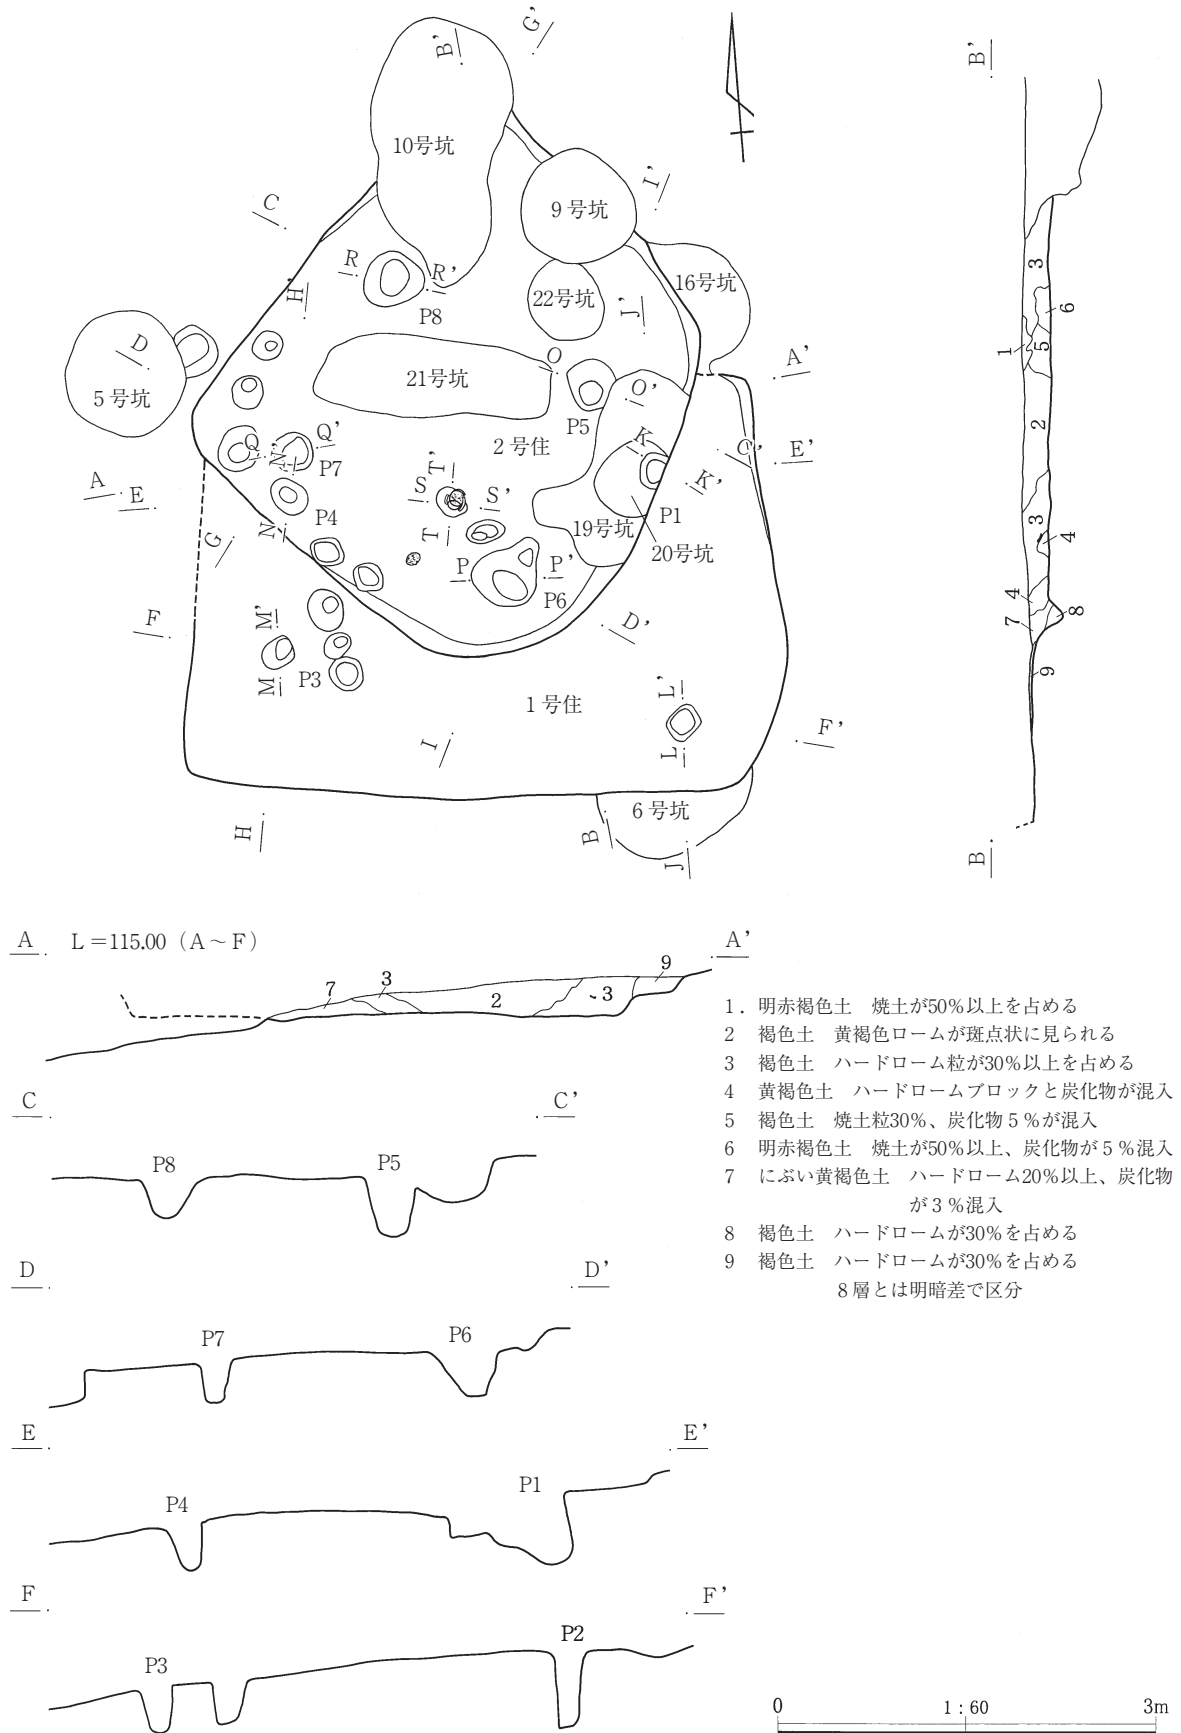 G’
B’
B’
10号坑
9号坑
I’
C
R
R’
H’
P8
22号坑
J’
16号坑
D
5号坑
21号坑
O
O’
A’
P5
2号住
Q
Q’
N’
P7
K
C’
E’
A
E
S
T’
S’
K’
P1
N
P4
T
19号坑
20号坑
G
P
P’
P6
F
M’
D’
M
P3
1号住
L’
L
I
F’
H
6号坑
B
J
3
6
1
5
2
3
4
4
8
7
9
B
A
L=115.00（A～F）
A’
7
3
2
3
9
1. 明赤褐色土　焼土が50%以上を占める
2　褐色土　黄褐色ロームが斑点状に見られる
3　褐色土　ハードローム粒が30%以上を占める
4　黄褐色土　ハードロームブロックと炭化物が混入
5　褐色土　焼土粒30%、炭化物5%が混入
6　明赤褐色土　焼土が50%以上、炭化物が5%混入
7　にぶい黄褐色土　ハードローム20%以上、炭化物
が3%混入
8　褐色土　ハードロームが30%を占める
9　褐色土　ハードロームが30%を占める
8層とは明暗差で区分
C
C’
P8
P5
D
D’
P7
P6
E
E’
P4
P1
F
F’
P3
P2
0
1:60
3m